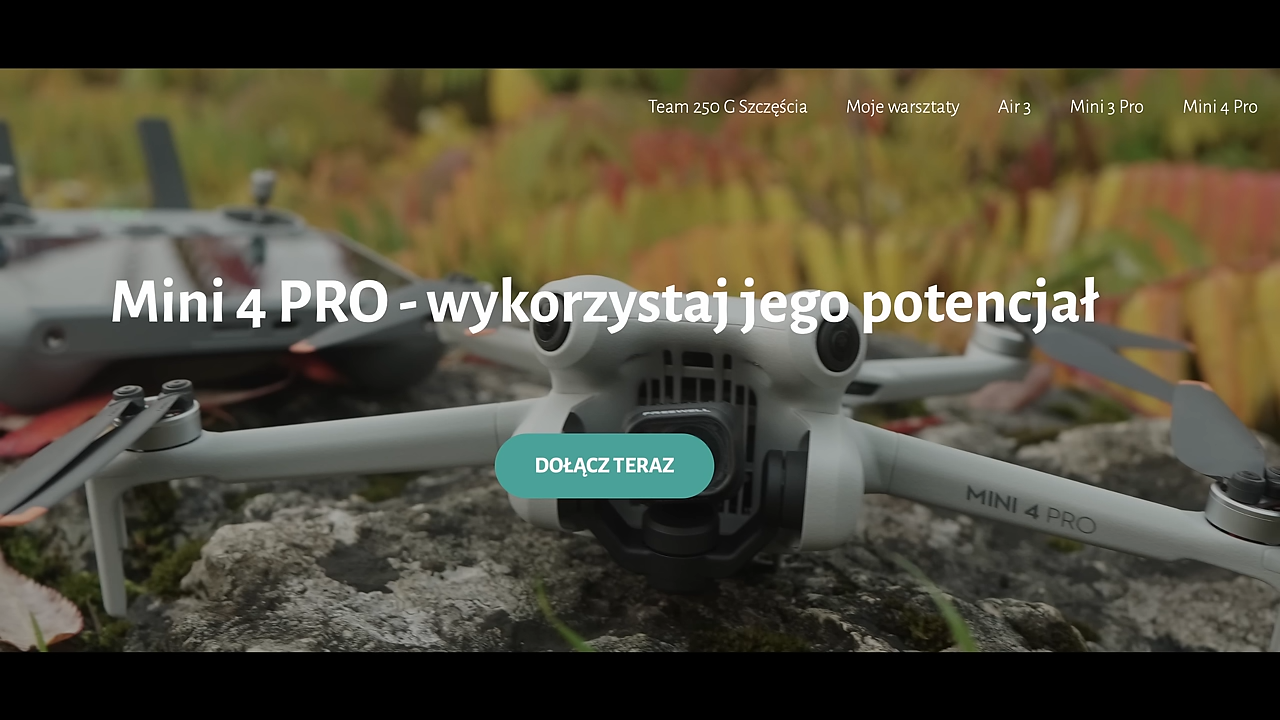 Team 250 G Szczęścia Moje warsztaty Air 3 Mini 3 Pro Mini 4 Pro
Mini 4 PRO - wykorzystaj jego potencjał
DOŁĄCZ TERAZ
MINI 4 PRO